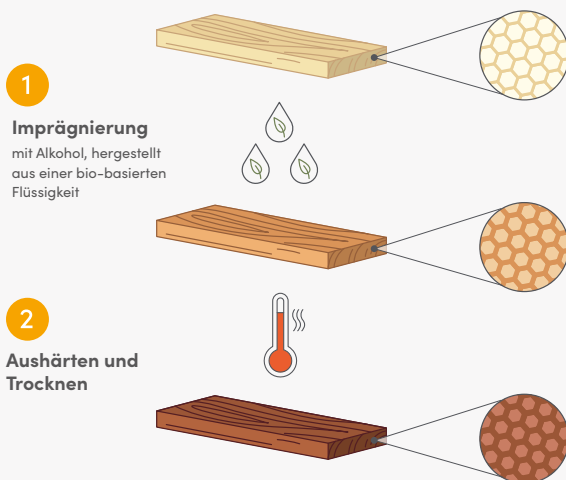 1
Imprägnierung
mit Alkohol, hergestellt
aus einer bio-basierten
Flüssigkeit
2
Aushärten und
Trocknen